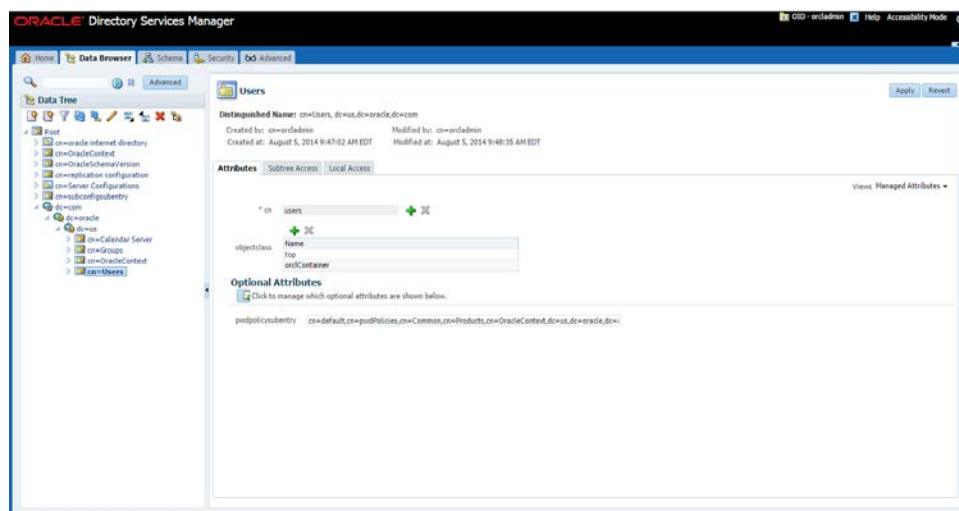 ORACLE Directory Services Manager
OID - orcladmin Help Accessibility Mode
Home Data Browser Schema Security Advanced
Advanced
Data Tree
Root
cn=oracle internet directory
cn=OracleContext
cn=OracleSchemaVersion
cn=replication configuration
cn=Server Configurations
cn=subconfigsubentry
dc=com
dc=oracle
dc=us
cn=Calendar Server
cn=Groups
cn=OracleContext
cn=Users
Users
Apply Revert
Distinguished Name: cn=Users, dc=us,dc=oracle,dc=com
Created by: cn=orcladmin Modified by: cn=orcladmin
Created at: August 5, 2014 9:47:02 AM EDT Modified at: August 5, 2014 9:48:35 AM EDT
Attributes Subtree Access Local Access
Views Managed Attributes
* cn users
objectclass
Name
top
orclContainer
Optional Attributes
Click to manage which optional attributes are shown below.
pwdpolicysubentry cn=default,cn=pwdPolicies,cn=Common,cn=Products,cn=OracleContext,dc=us,dc=oracle,dc=